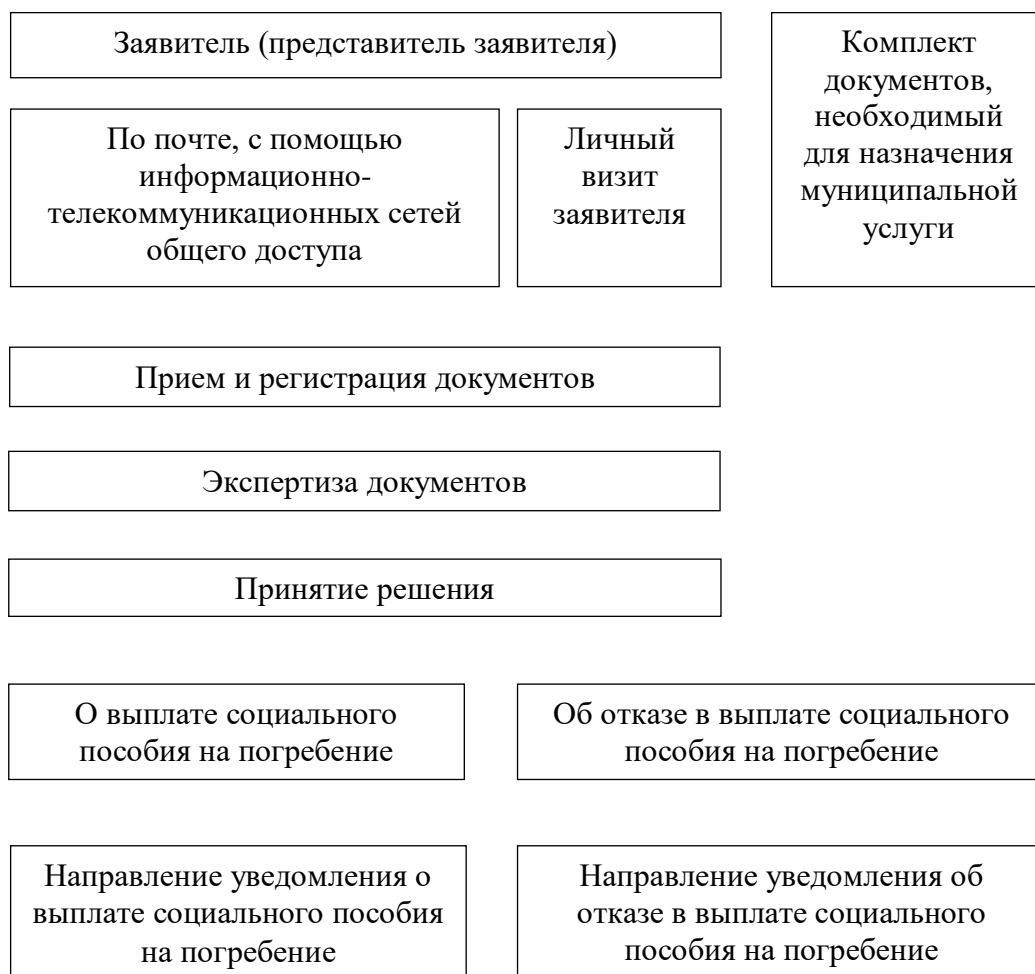 Заявитель (представитель заявителя)
Комплект
документов,
необходимый
для назначения
муниципальной
услуги
По почте, с помощью
информационно-
телекоммуникационных сетей
общего доступа
Личный
визит
заявителя
Прием и регистрация документов
Экспертиза документов
Принятие решения
О выплате социального
пособия на погребение
Об отказе в выплате социального
пособия на погребение
Направление уведомления о
выплате социального пособия
на погребение
Направление уведомления об
отказе в выплате социального
пособия на погребение